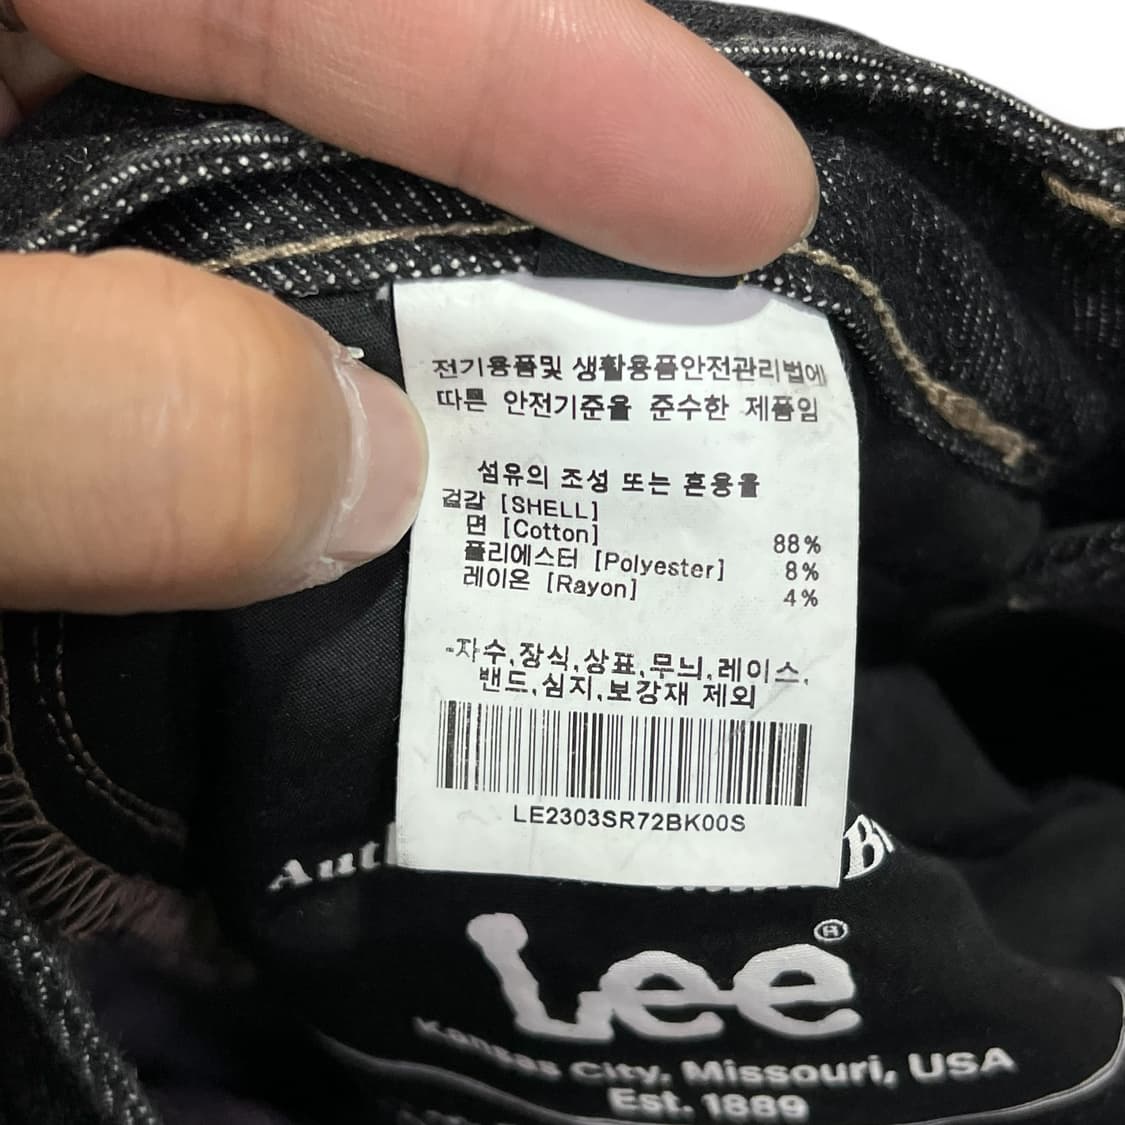 전기용품및 생활용품안전관리법에
따른 안전기준을 준수한 제품임
섬유의 조성 또는 혼용율
겉감 [SHELL]
면 [Cotton] 88%
폴리에스터 [Polyester] 8%
레이온 [Rayon] 4%
-자수,장식,상표,무늬,레이스,
밴드,심지,보강재 제외
LE2303SR72BK00S
Lee®
Kansas City, Missouri, USA
Est. 1889